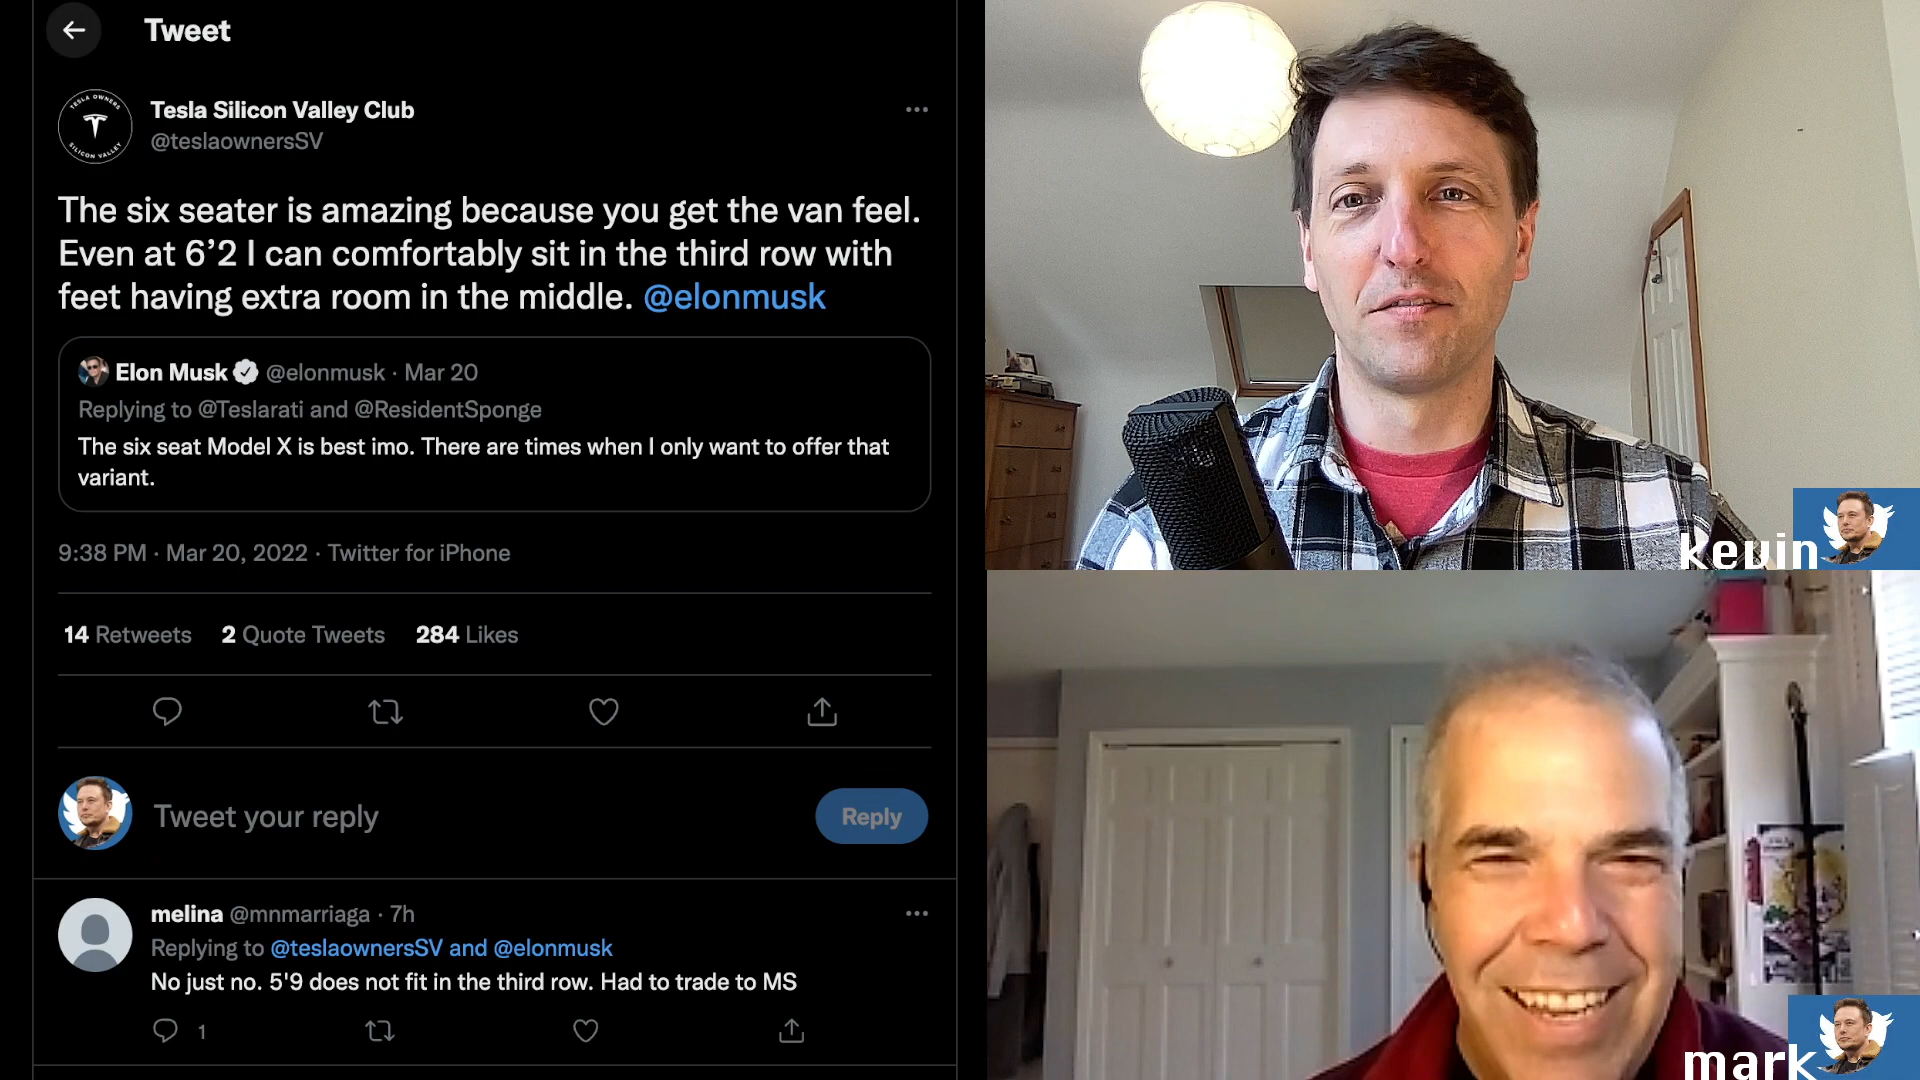 Tweet
TESLA OWNERS
SILICON VALLEY
Tesla Silicon Valley Club
@teslaownersSV
The six seater is amazing because you get the van feel.
Even at 6’2 I can comfortably sit in the third row with
feet having extra room in the middle. @elonmusk
Elon Musk @elonmusk · Mar 20
Replying to @Teslarati and @ResidentSponge
The six seat Model X is best imo. There are times when I only want to offer that
variant.
9:38 PM · Mar 20, 2022 · Twitter for iPhone
14 Retweets 2 Quote Tweets 284 Likes
Tweet your reply
Reply
melina @mnmarriaga · 7h
Replying to @teslaownersSV and @elonmusk
No just no. 5'9 does not fit in the third row. Had to trade to MS
1
kevin
mark